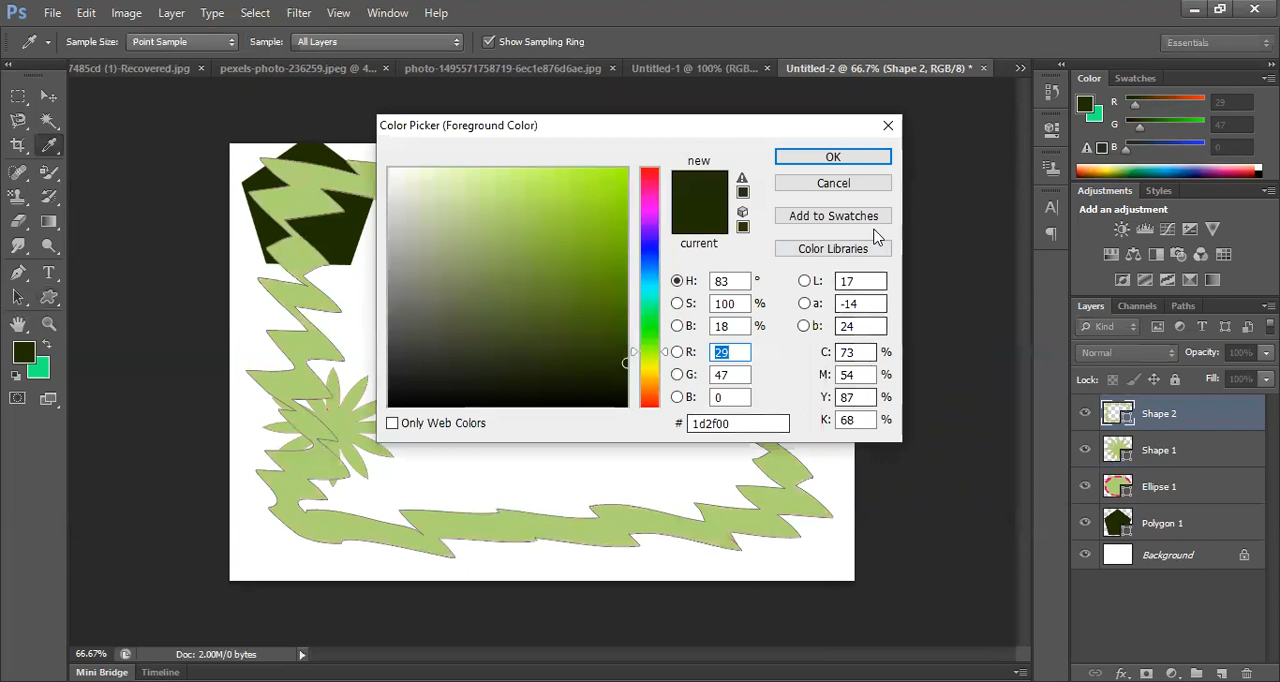 Ps File Edit Image Layer Type Select Filter View Window Help
Sample Size: Point Sample Sample: All Layers Show Sampling Ring Essentials
7485cd (1)-Recovered.jpg × pexels-photo-236259.jpeg @ 4... × photo-1495571758719-6ec1e876d6ae.jpg × Untitled-1 @ 100% (RGB... × Untitled-2 @ 66.7% (Shape 2, RGB/8) * ×
Color Swatches
R 29
G 47
B 0
Adjustments Styles
Add an adjustment
Color Picker (Foreground Color)
new
current
OK
Cancel
Add to Swatches
Color Libraries
H: 83 °
S: 100 %
B: 18 %
R: 29
G: 47
B: 0
L: 17
a: -14
b: 24
C: 73 %
M: 54 %
Y: 87 %
K: 68 %
# 1d2f00
Only Web Colors
Layers Channels Paths
Kind
Normal Opacity: 100%
Lock: Fill: 100%
Shape 2
Shape 1
Ellipse 1
Polygon 1
Background
66.67% Doc: 2.00M/0 bytes
Mini Bridge Timeline